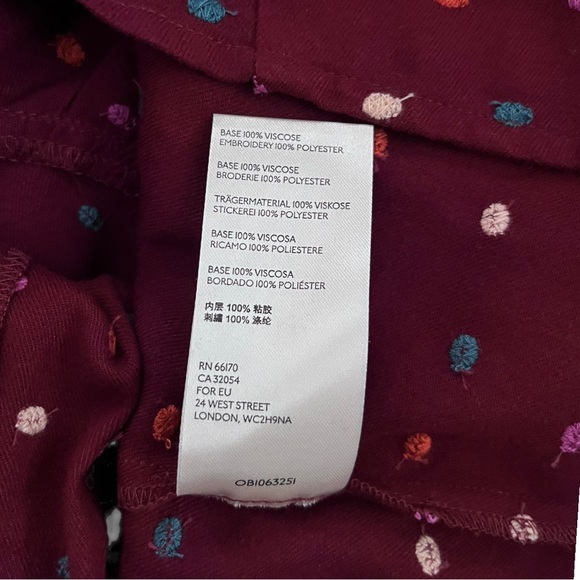 BASE 100% VISCOSE
EMBROIDERY 100% POLYESTER
BASE 100% VISCOSE
BRODERIE 100% POLYESTER
TRÄGERMATERIAL 100% VISKOSE
STICKEREI 100% POLYESTER
BASE 100% VISCOSA
RICAMO 100% POLIESTERE
BASE 100% VISCOSA
BORDADO 100% POLIÉSTER
内层 100% 粘胶
刺繡 100% 涤纶
RN 66170
CA 32054
FOR EU
24 WEST STREET
LONDON, WC2H9NA
OB1063251